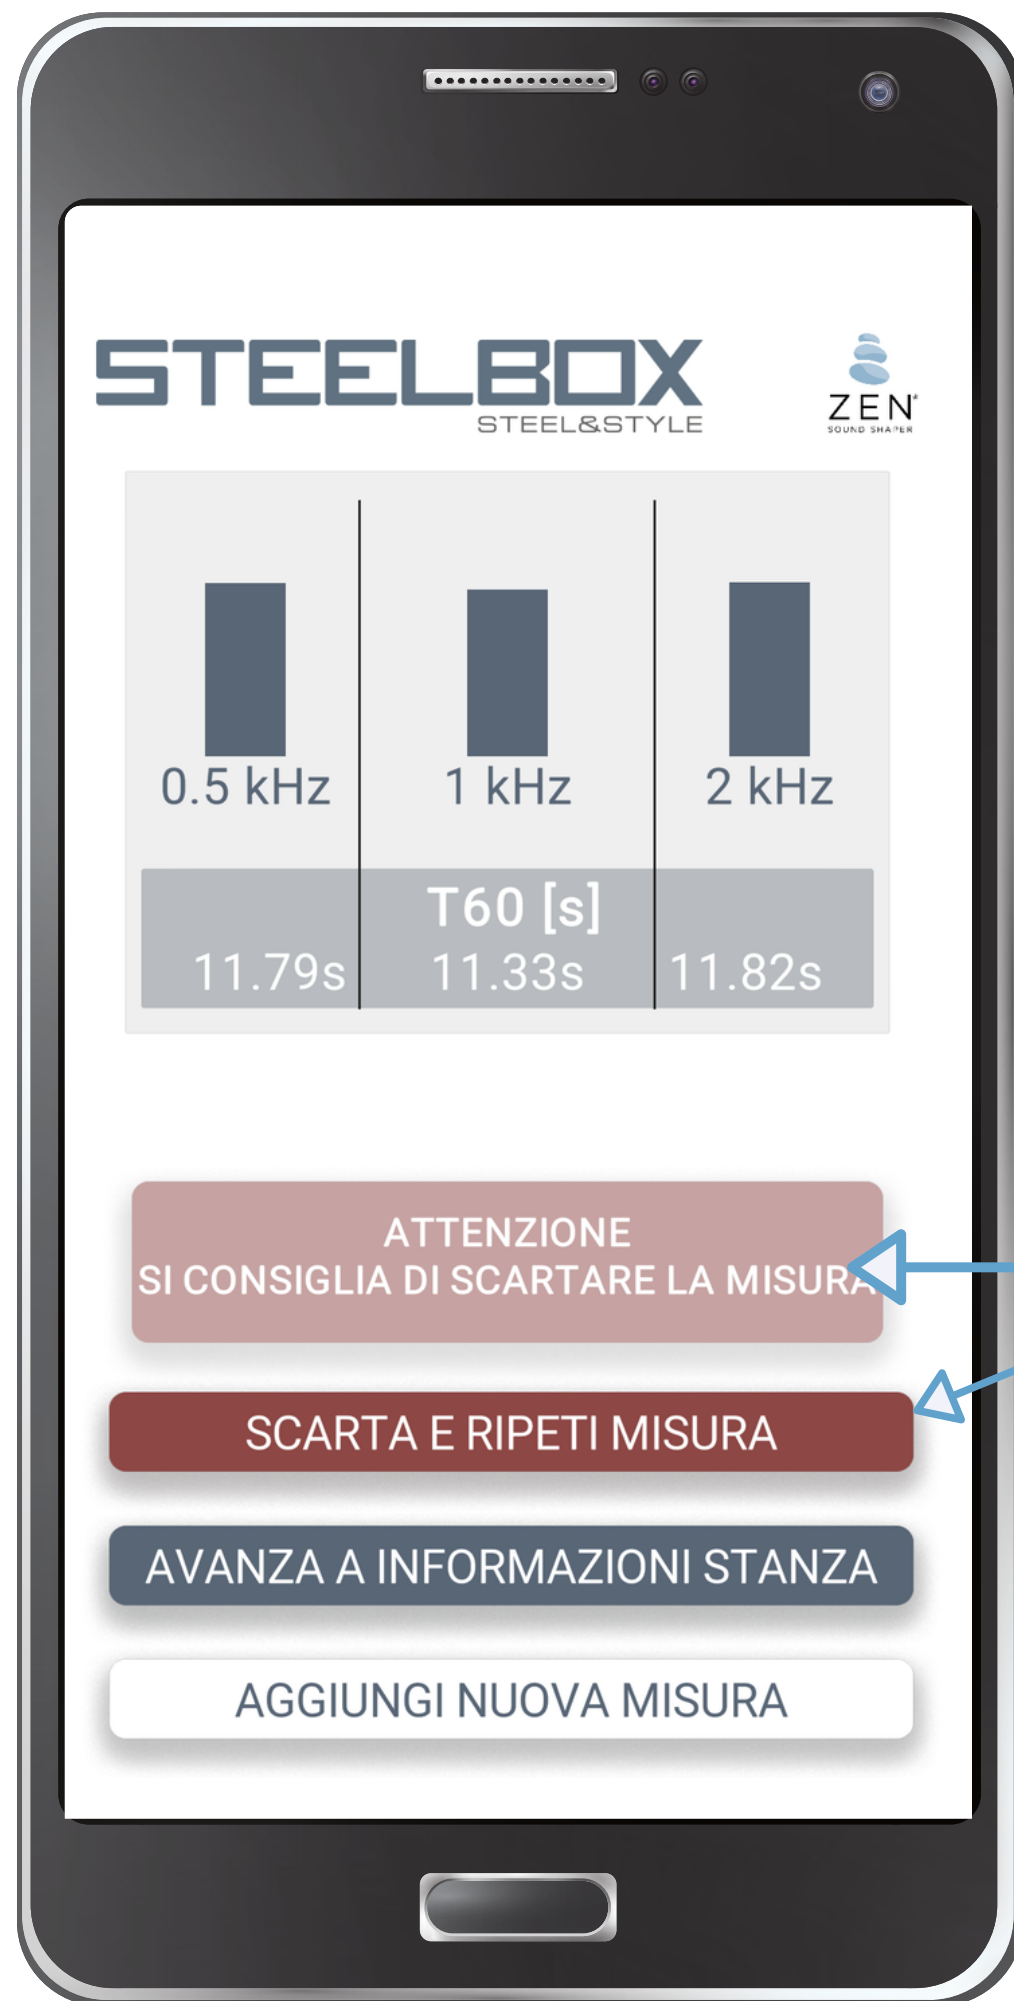 STEELBOX
STEEL&STYLE
ZEN®
SOUND SHAPER
0.5 kHz 1 kHz 2 kHz
T60 [s]
11.79s 11.33s 11.82s
ATTENZIONE
SI CONSIGLIA DI SCARTARE LA MISURA
SCARTA E RIPETI MISURA
AVANZA A INFORMAZIONI STANZA
AGGIUNGI NUOVA MISURA